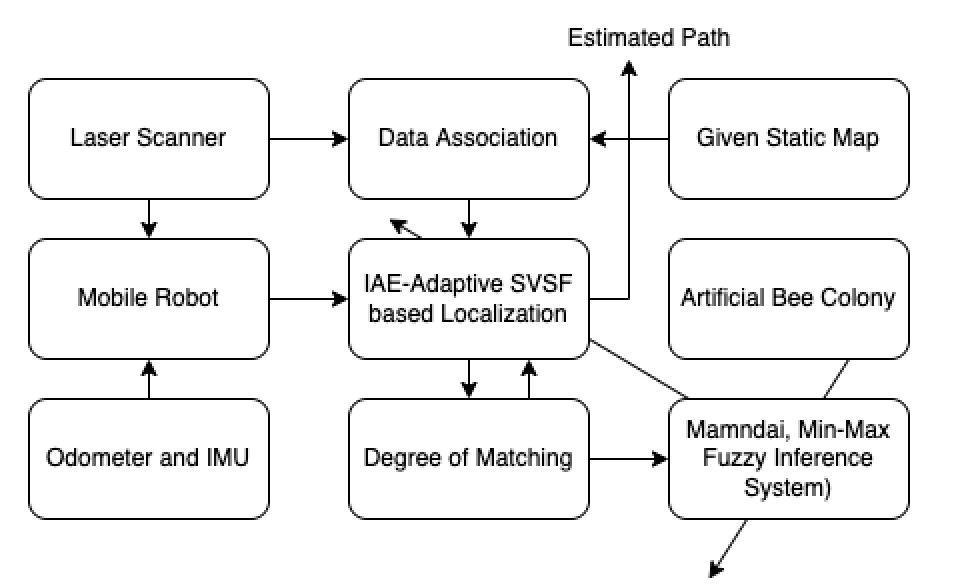 Estimated Path
Laser Scanner
Data Association
Given Static Map
Mobile Robot
IAE-Adaptive SVSF
based Localization
Artificial Bee Colony
Odometer and IMU
Degree of Matching
Mamndai, Min-Max
Fuzzy Inference
System)